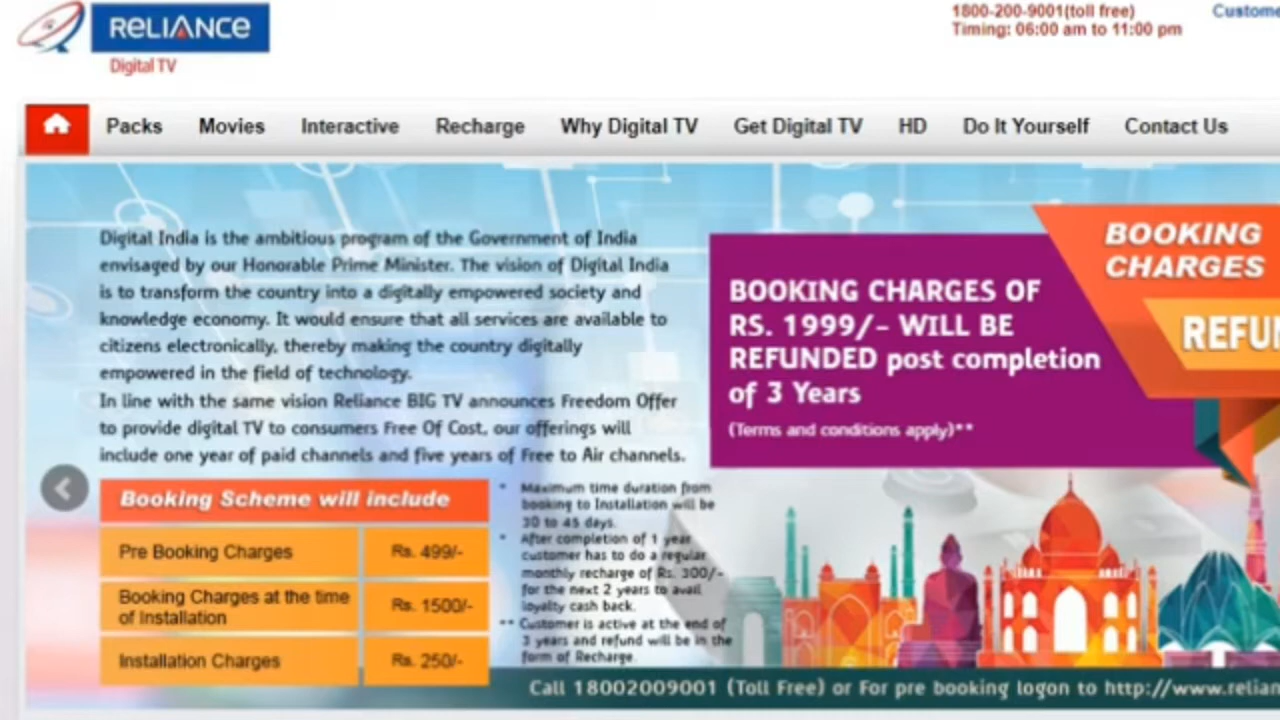 RELIANCE
Digital TV
1800-200-9001(toll free)
Timing: 06:00 am to 11:00 pm
Custome
Packs Movies Interactive Recharge Why Digital TV Get Digital TV HD Do It Yourself Contact Us
Digital India is the ambitious program of the Government of India
envisaged by our Honorable Prime Minister. The vision of Digital India
is to transform the country into a digitally empowered society and
knowledge economy. It would ensure that all services are available to
citizens electronically, thereby making the country digitally
empowered in the field of technology.
In line with the same vision Reliance BIG TV announces Freedom Offer
to provide digital TV to consumers Free Of Cost, our offerings will
include one year of paid channels and five years of Free to Air channels.
BOOKING CHARGES OF
RS. 1999/- WILL BE
REFUNDED post completion
of 3 Years
(Terms and conditions apply)**
BOOKING
CHARGES
REFU
Booking Scheme will include
Pre Booking Charges Rs. 499/-
Booking Charges at the time
of Installation Rs. 1500/-
Installation Charges Rs. 250/-
* Maximum time duration from
booking to Installation will be
30 to 45 days.
* After completion of 1 year
customer has to do a regular
monthly recharge of Rs. 300/-
for the next 2 years to avail
loyalty cash back.
** Customer is active at the end of
3 years and refund will be in the
form of Recharge.
Call 18002009001 (Toll Free) or For pre booking logon to http://www.relian